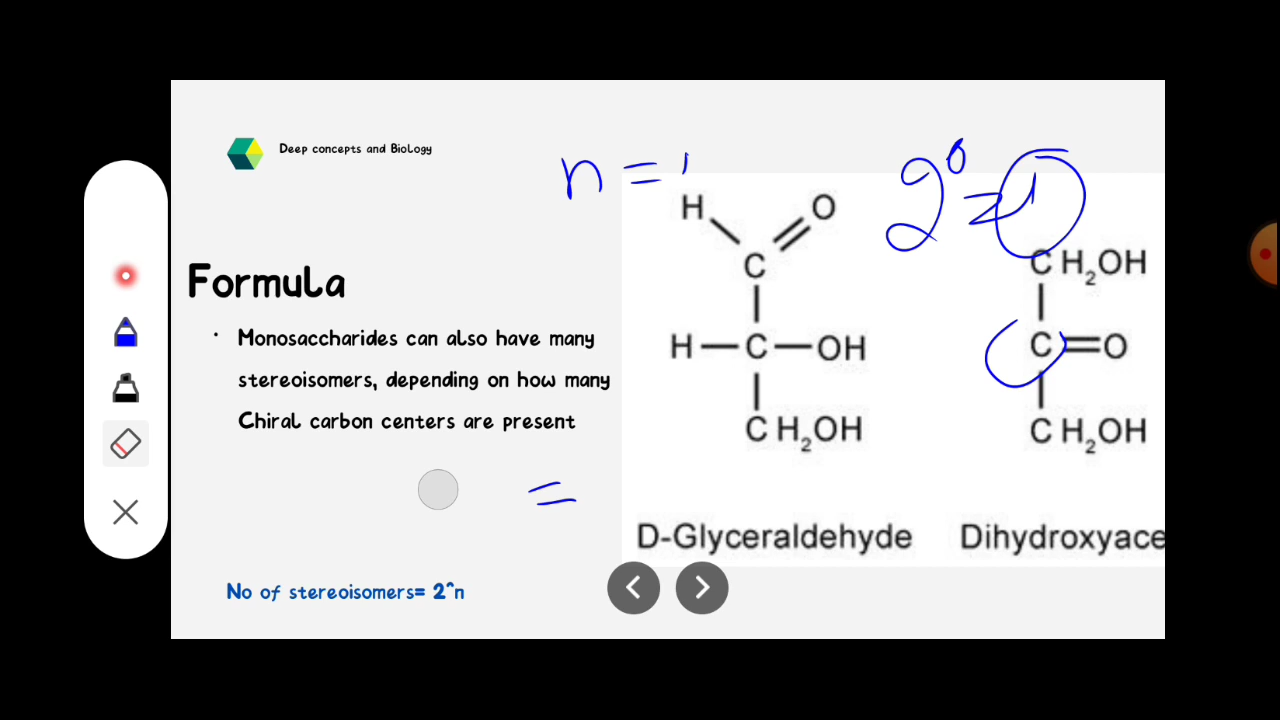 Deep concepts and Biology
n = 1
2⁰ = 1
Formula
· Monosaccharides can also have many
stereoisomers, depending on how many
Chiral carbon centers are present
=
No of stereoisomers= 2^n
H O
C
H—C—OH
CH₂OH
D-Glyceraldehyde
CH₂OH
C=O
CH₂OH
Dihydroxyace